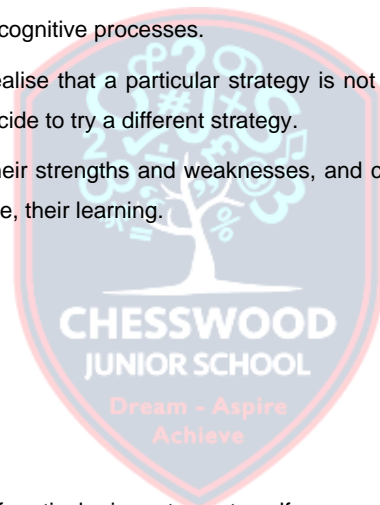 cognitive processes.
ealise that a particular strategy is not
cide to try a different strategy.
heir strengths and weaknesses, and
e, their learning.
CHESSWOOD
JUNIOR SCHOOL
Dream - Aspire
Achieve